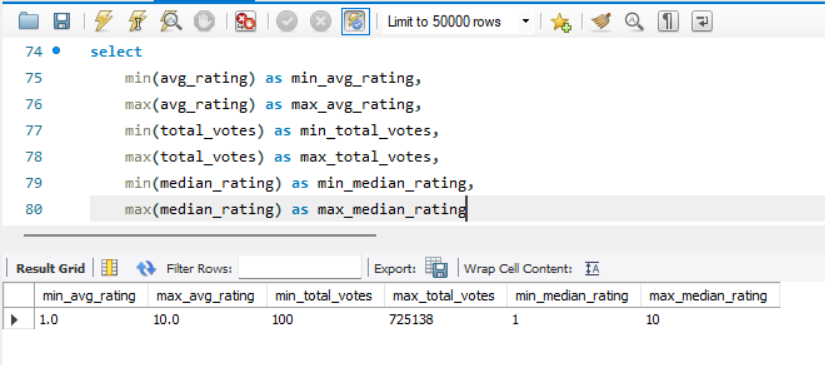 Limit to 50000 rows
74 select
75 min(avg_rating) as min_avg_rating,
76 max(avg_rating) as max_avg_rating,
77 min(total_votes) as min_total_votes,
78 max(total_votes) as max_total_votes,
79 min(median_rating) as min_median_rating,
80 max(median_rating) as max_median_rating
Result Grid Filter Rows: Export: Wrap Cell Content: IA
min_avg_rating max_avg_rating min_total_votes max_total_votes min_median_rating max_median_rating
1.0 10.0 100 725138 1 10